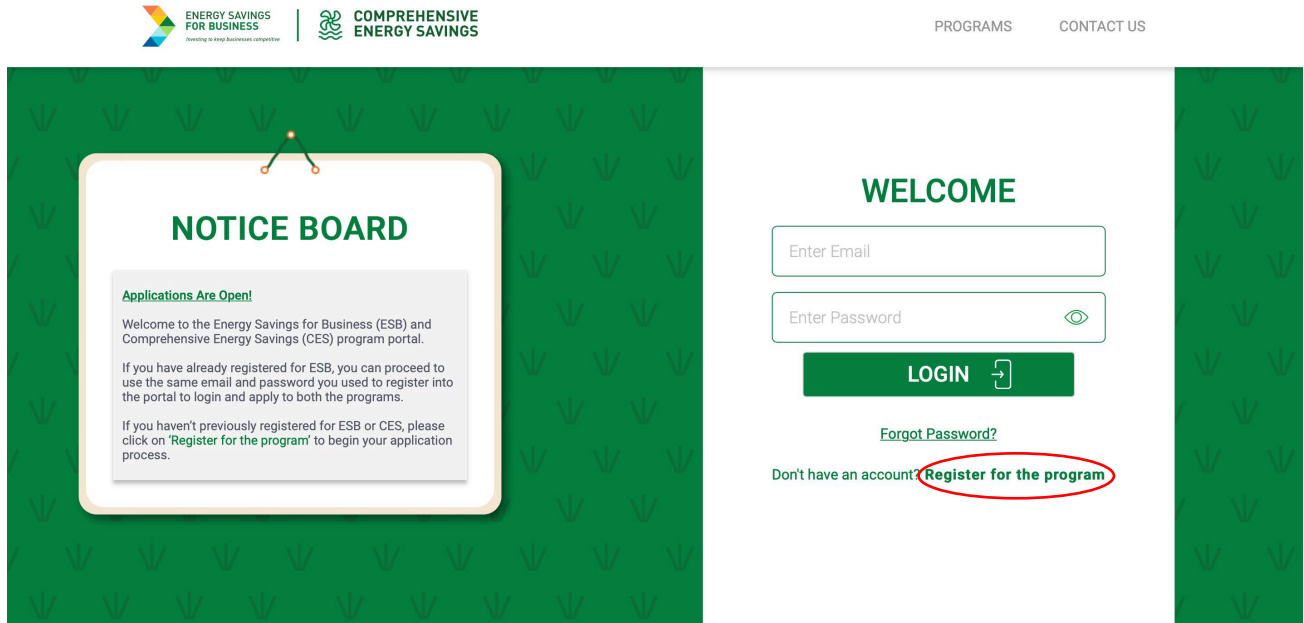 ENERGY SAVINGS
FOR BUSINESS
Investing to keep businesses competitive
COMPREHENSIVE
ENERGY SAVINGS
PROGRAMS
CONTACT US
NOTICE BOARD
Applications Are Open!
Welcome to the Energy Savings for Business (ESB) and
Comprehensive Energy Savings (CES) program portal.
If you have already registered for ESB, you can proceed to
use the same email and password you used to register into
the portal to login and apply to both the programs.
If you haven't previously registered for ESB or CES, please
click on 'Register for the program' to begin your application
process.
WELCOME
Enter Email
Enter Password
LOGIN
Forgot Password?
Don't have an account? Register for the program